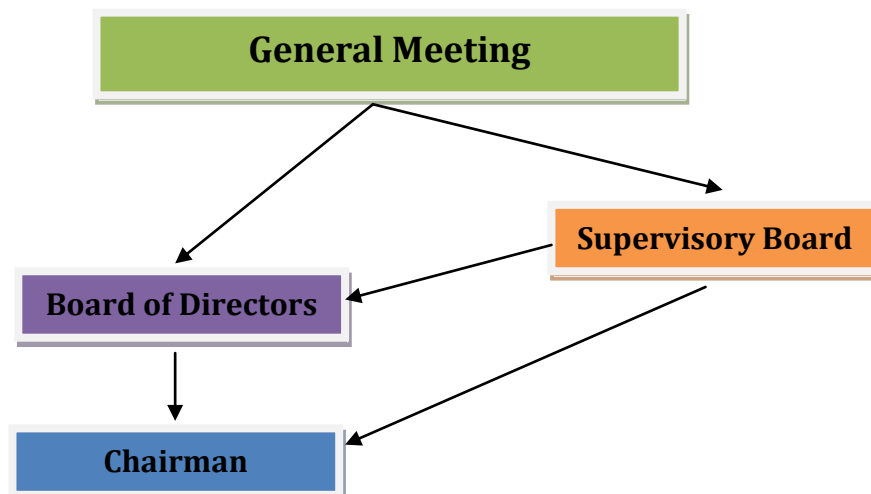 General Meeting
Supervisory Board
Board of Directors
Chairman